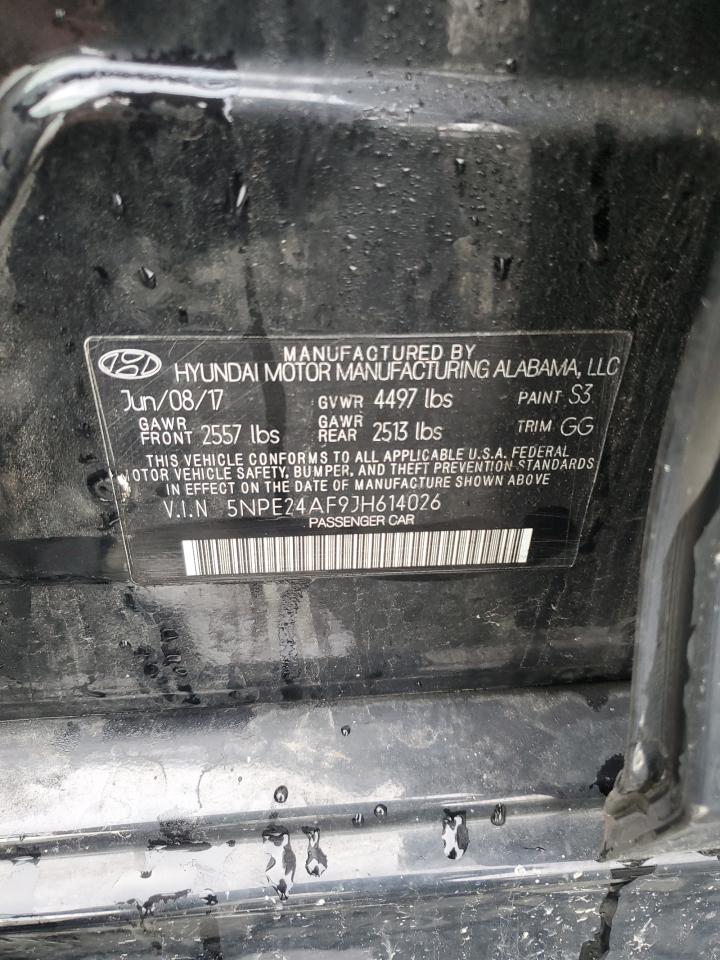 MANUFACTURED BY
HYUNDAI MOTOR MANUFACTURING ALABAMA, LLC
Jun/08/17 GVWR 4497 lbs PAINT S3
GAWR FRONT 2557 lbs GAWR REAR 2513 lbs TRIM GG
THIS VEHICLE CONFORMS TO ALL APPLICABLE U.S.A. FEDERAL
MOTOR VEHICLE SAFETY, BUMPER, AND THEFT PREVENTION STANDARDS
IN EFFECT ON THE DATE OF MANUFACTURE SHOWN ABOVE
V.I.N 5NPE24AF9JH614026
PASSENGER CAR